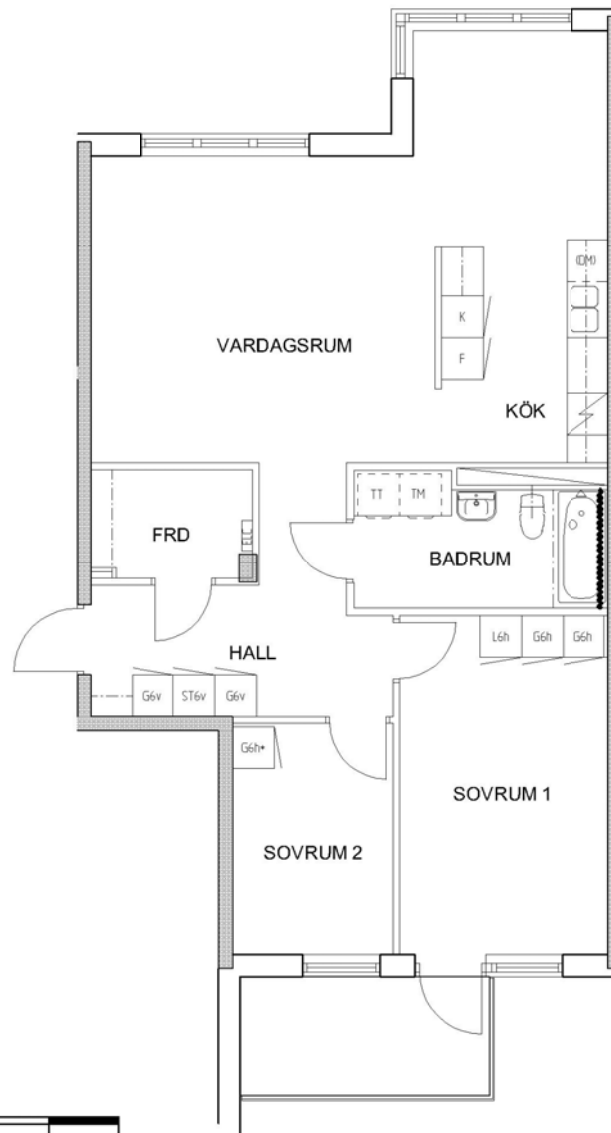 (DM)
K
VARDAGSRUM
F
KÖK
TT TM
FRD
BADRUM
HALL
L6h G6h G6h
G6v ST6v G6v
G6h*
SOVRUM 1
SOVRUM 2